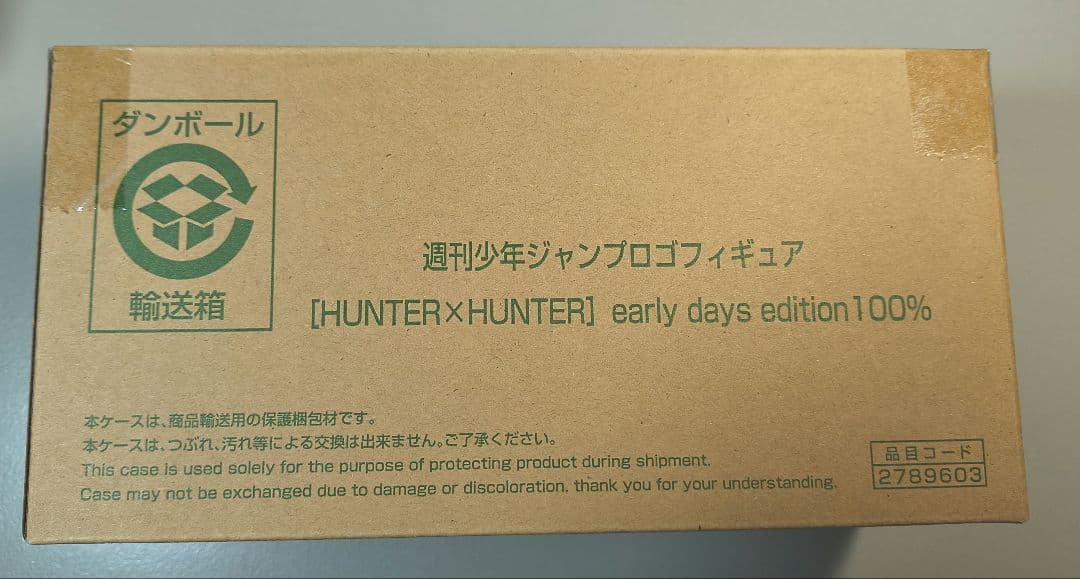 ダンボール
輸送箱
週刊少年ジャンプロゴフィギュア
[HUNTER×HUNTER] early days edition100%
本ケースは、商品輸送用の保護梱包材です。
本ケースは、つぶれ、汚れ等による交換は出来ません。ご了承ください。
This case is used solely for the purpose of protecting product during shipment.
Case may not be exchanged due to damage or discoloration. thank you for your understanding.
品目コード
2789603